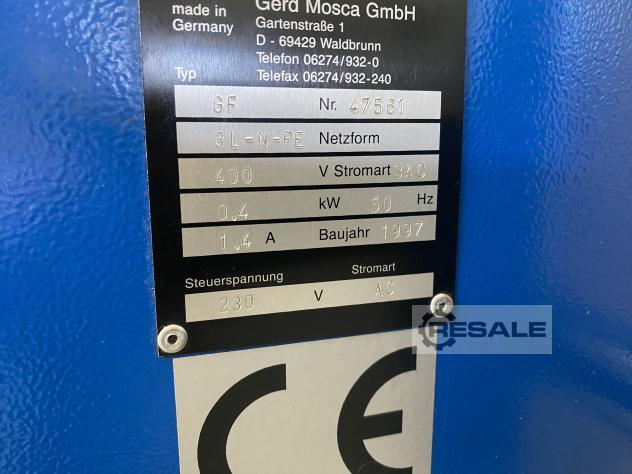 made in Gerd Mosca GmbH
Germany Gartenstraße 1
D - 69429 Waldbrunn
Telefon 06274/932-0
Typ Telefax 06274/932-240
GF Nr. 47561
3L-N-PE Netzform
400 V Stromart 3AC
0,4 kW 50 Hz
1,4 A Baujahr 1997
Steuerspannung Stromart
230 V AC
RESALE
CE